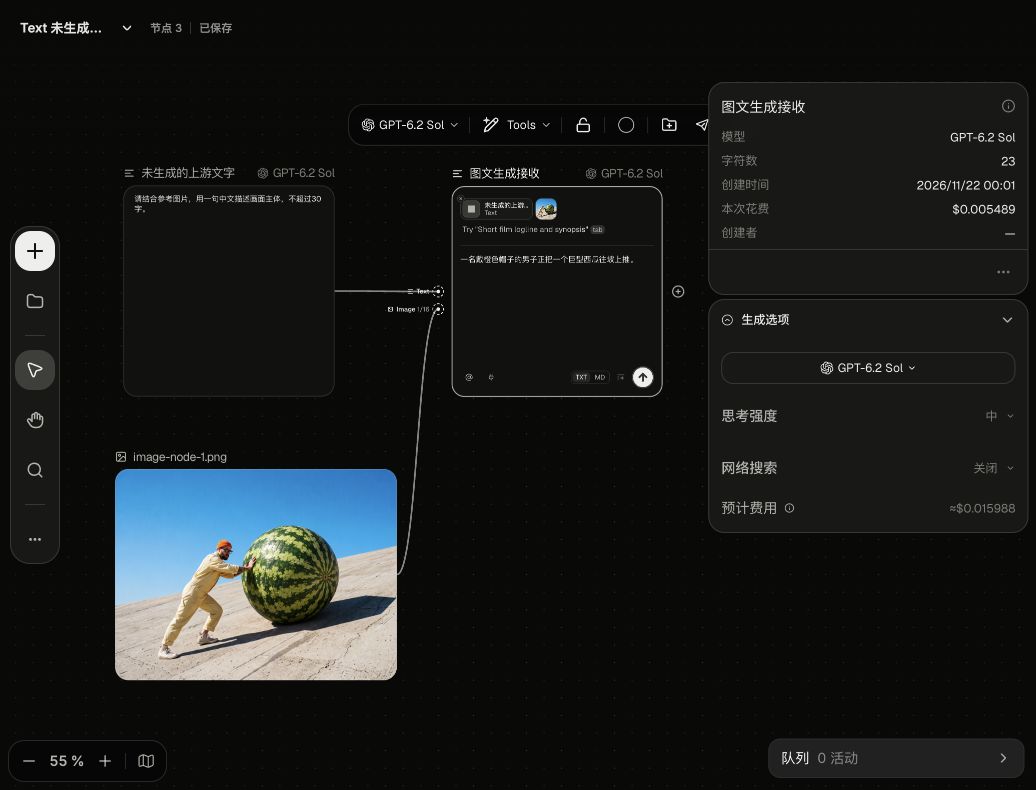 Text 未生成...
节点 3
已保存
GPT-6.2 Sol
Tools
未生成的上游文字
GPT-6.2 Sol
请结合参考图片，用一句中文描述画面主体，不超过30
字。
图文生成接收
GPT-6.2 Sol
未生成的上游...
Text
Try "Short film logline and synopsis" tab
一名戴橙色帽子的男子正把一个巨型西瓜往坡上推。
Text
Image 1/16
TXT MD
image-node-1.png
图文生成接收
模型 GPT-6.2 Sol
字符数 23
创建时间 2026/11/22 00:01
本次花费 $0.005489
创建者 —
生成选项
GPT-6.2 Sol
思考强度 中
网络搜索 关闭
预计费用 ≈$0.015988
55 %
队列 0 活动